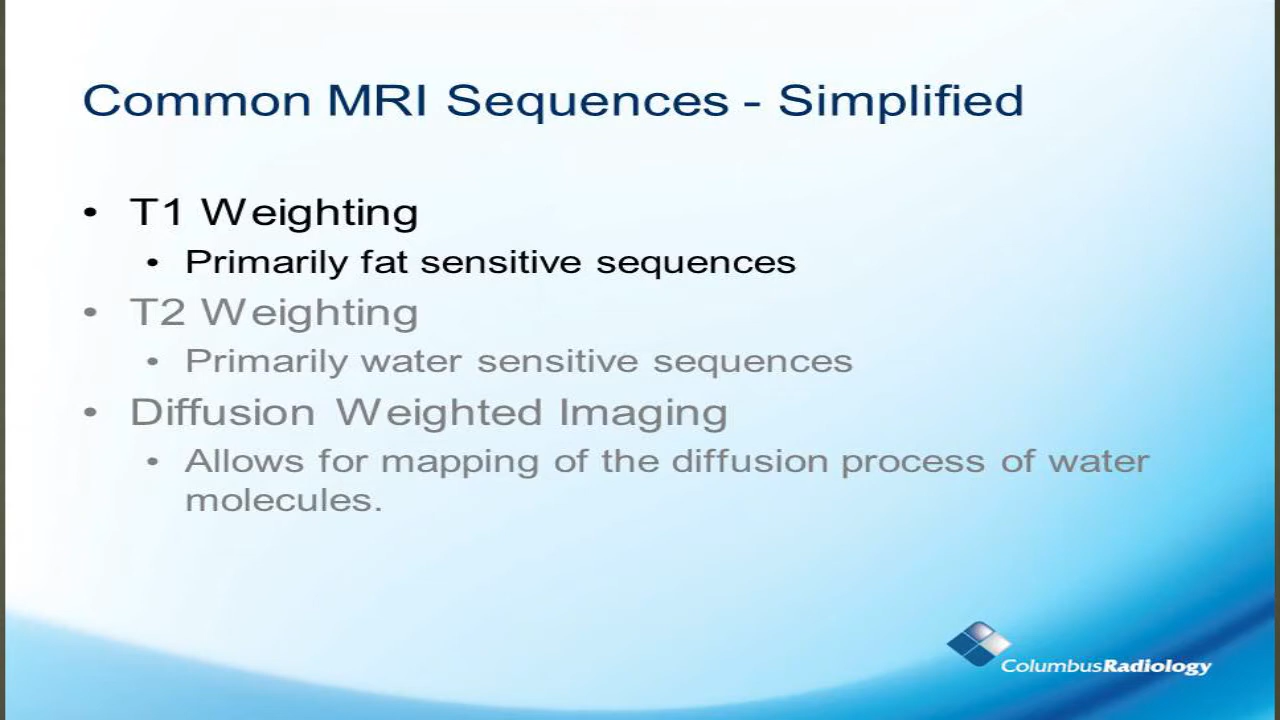 Common MRI Sequences - Simplified
• T1 Weighting
• Primarily fat sensitive sequences
• T2 Weighting
• Primarily water sensitive sequences
• Diffusion Weighted Imaging
• Allows for mapping of the diffusion process of water
molecules.
ColumbusRadiology